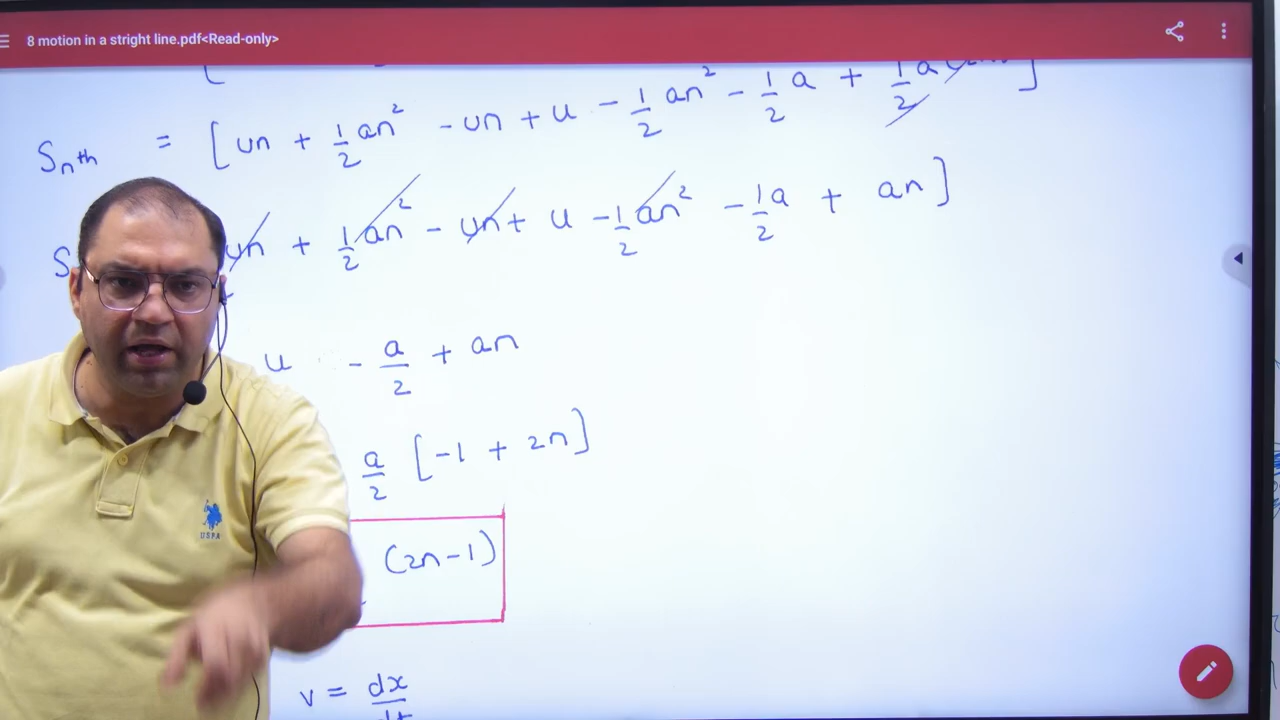 8 motion in a stright line.pdf<Read-only>
Sₙth = [un + 1/2 an² - un + u - 1/2 an² - 1/2 a + 1/2 a ]
S un + 1/2 an² - un + u - 1/2 an² - 1/2 a + an]
u - a/2 + an
a/2 [-1 + 2n]
(2n-1)
USPA
v = dx/dt